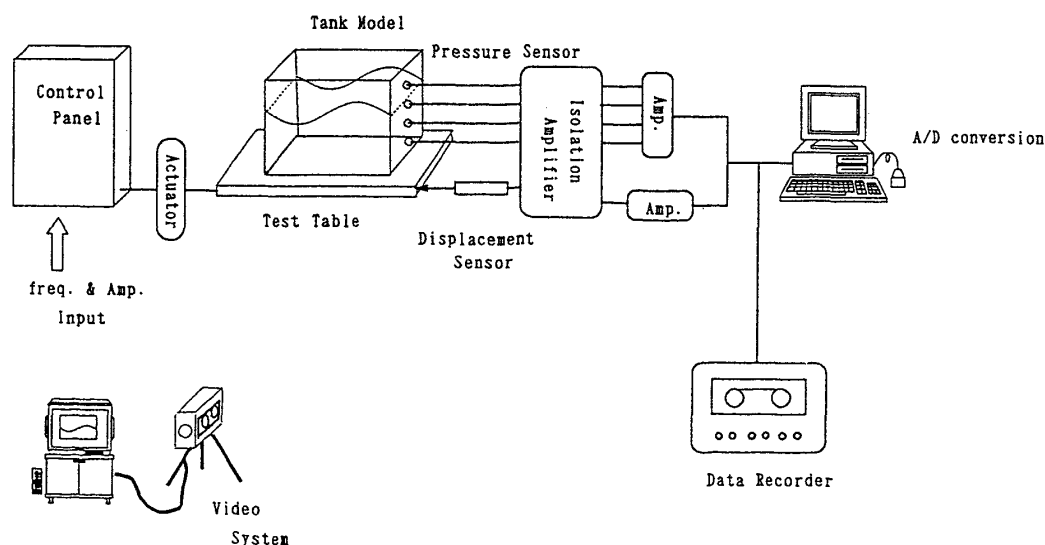 Tank Model
Pressure Sensor
Control
Panel
Isolation
Amplifier
Amp.
A/D conversion
Actuator
Amp.
Test Table
Displacement
Sensor
freq. & Amp.
Input
Data Recorder
Video
System